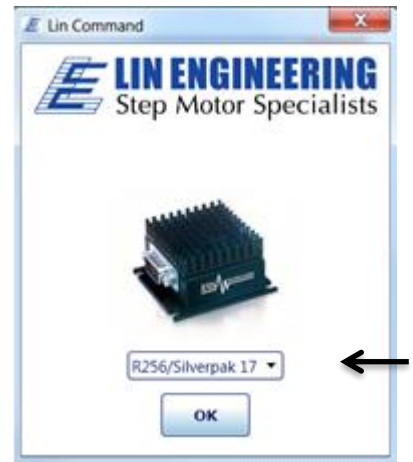 Lin Command
LIN ENGINEERING
Step Motor Specialists
R256/Silverpak 17
OK